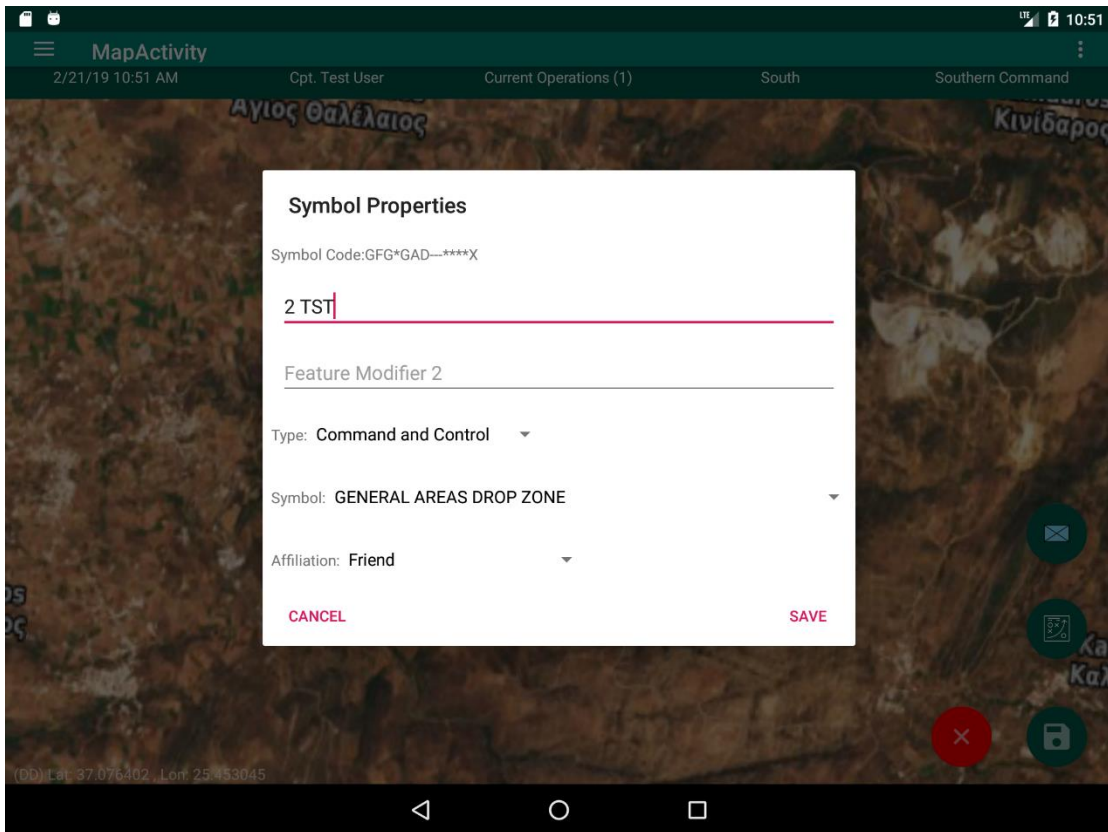 LTE 10:51
MapActivity
2/21/19 10:51 AM Cpt. Test User Current Operations (1) South Southern Command
Άγιος Θαλέλαιος
Κινίδαρος
Symbol Properties
Symbol Code:GFG*GAD---****X
2 TST
Feature Modifier 2
Type: Command and Control
Symbol: GENERAL AREAS DROP ZONE
Affiliation: Friend
CANCEL SAVE
(DD) Lat: 37.076402 , Lon: 25.453045